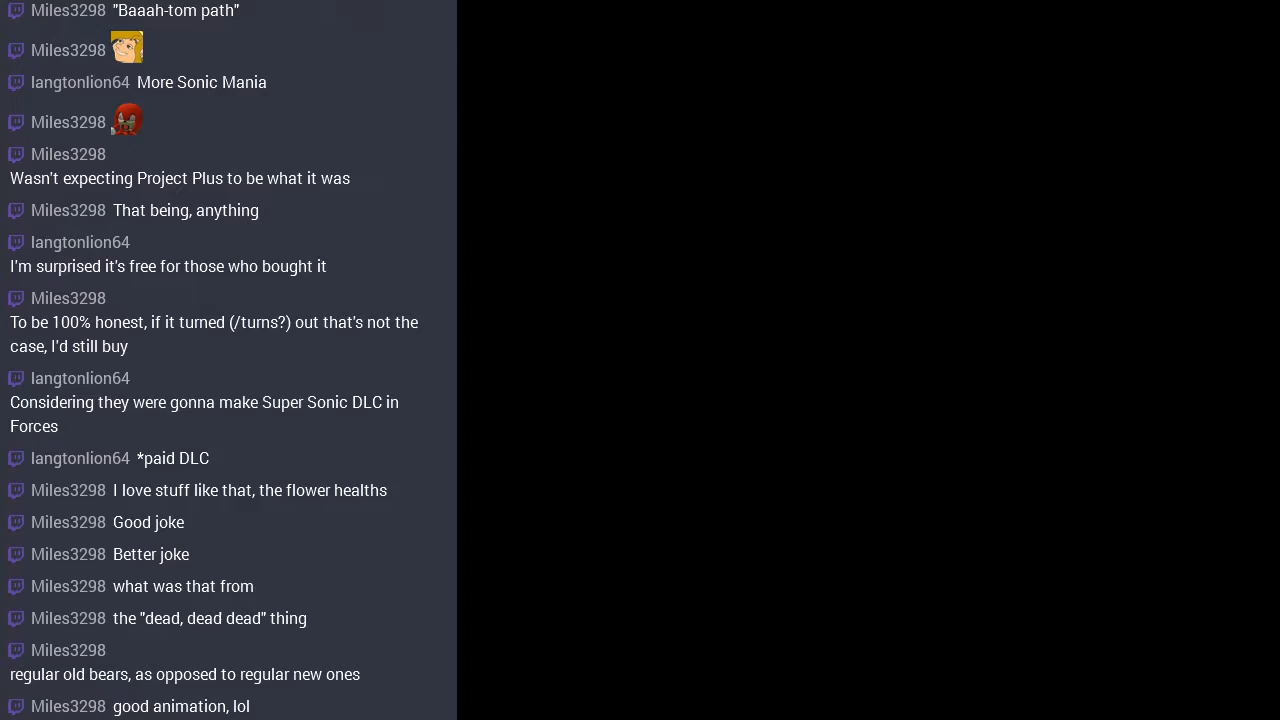 Miles3298 "Baaah-tom path"
Miles3298
langtonlion64 More Sonic Mania
Miles3298
Miles3298
Wasn't expecting Project Plus to be what it was
Miles3298 That being, anything
langtonlion64
I'm surprised it's free for those who bought it
Miles3298
To be 100% honest, if it turned (/turns?) out that's not the
case, I'd still buy
langtonlion64
Considering they were gonna make Super Sonic DLC in
Forces
langtonlion64 *paid DLC
Miles3298 I love stuff like that, the flower healths
Miles3298 Good joke
Miles3298 Better joke
Miles3298 what was that from
Miles3298 the "dead, dead dead" thing
Miles3298
regular old bears, as opposed to regular new ones
Miles3298 good animation, lol